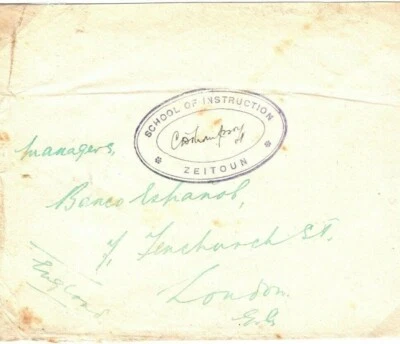 SCHOOL OF INSTRUCTION
ZEITOUN
Managers,
Banco Espanol,
7, Fenchurch St.
London.
England